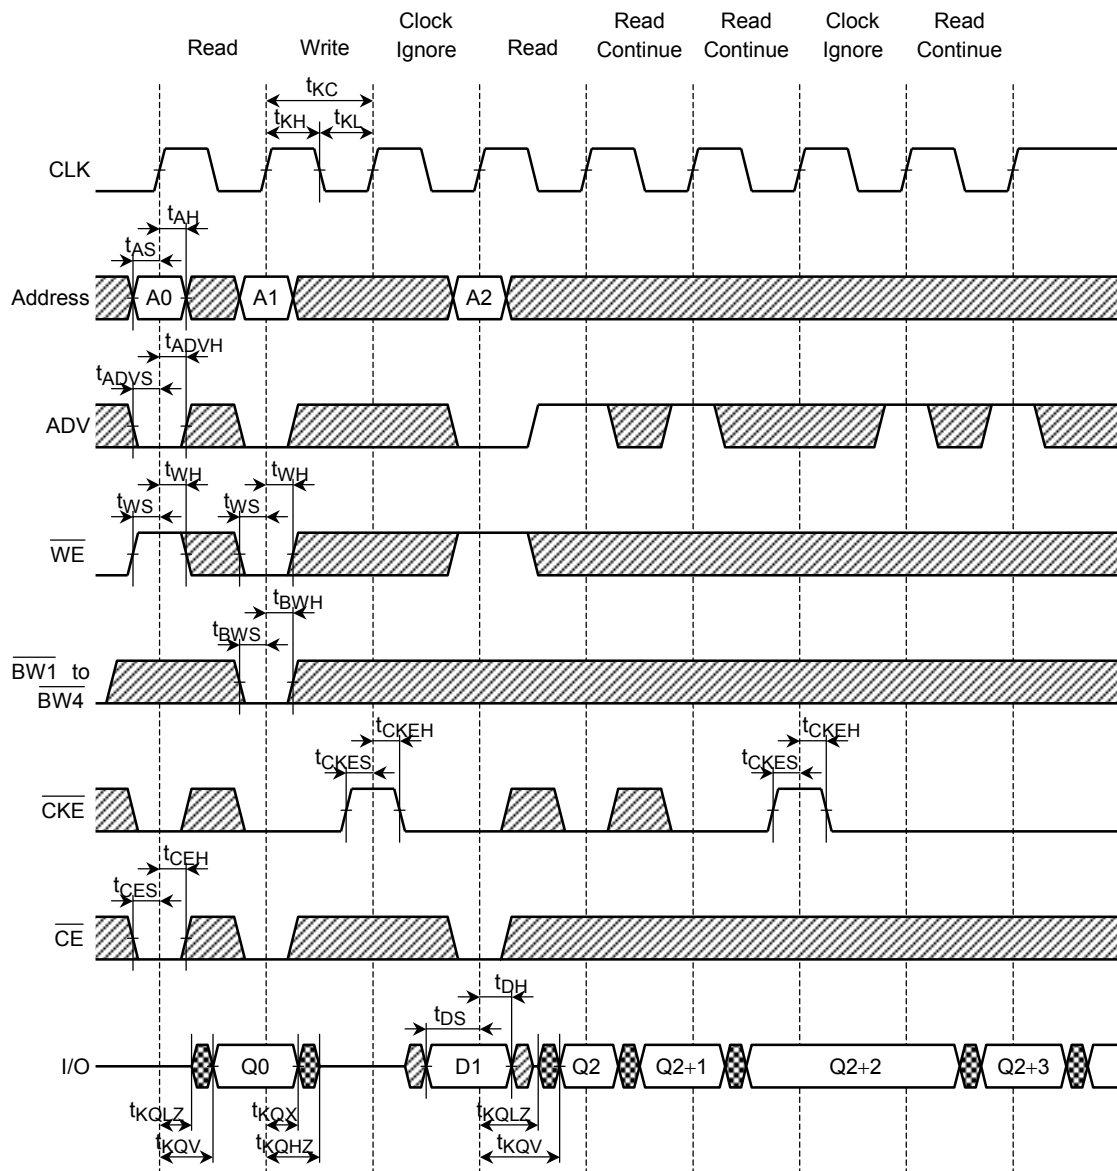 Read Write Clock Ignore Read Read Continue Read Continue Clock Ignore Read Continue
tKC
tKH tKL
CLK
tAH
tAS
Address A0 A1 A2
tADVH
tADVS
ADV
tWH tWH
tWS tWS
WE
tBWH
tBWS
BW1 to
BW4
tCKEH tCKEH
tCKES tCKES
CKE
tCEH
tCES
CE
tDH
tDS
I/O Q0 D1 Q2 Q2+1 Q2+2 Q2+3
tKQLZ tKQX tKQLZ
tKQV tKQHZ tKQV